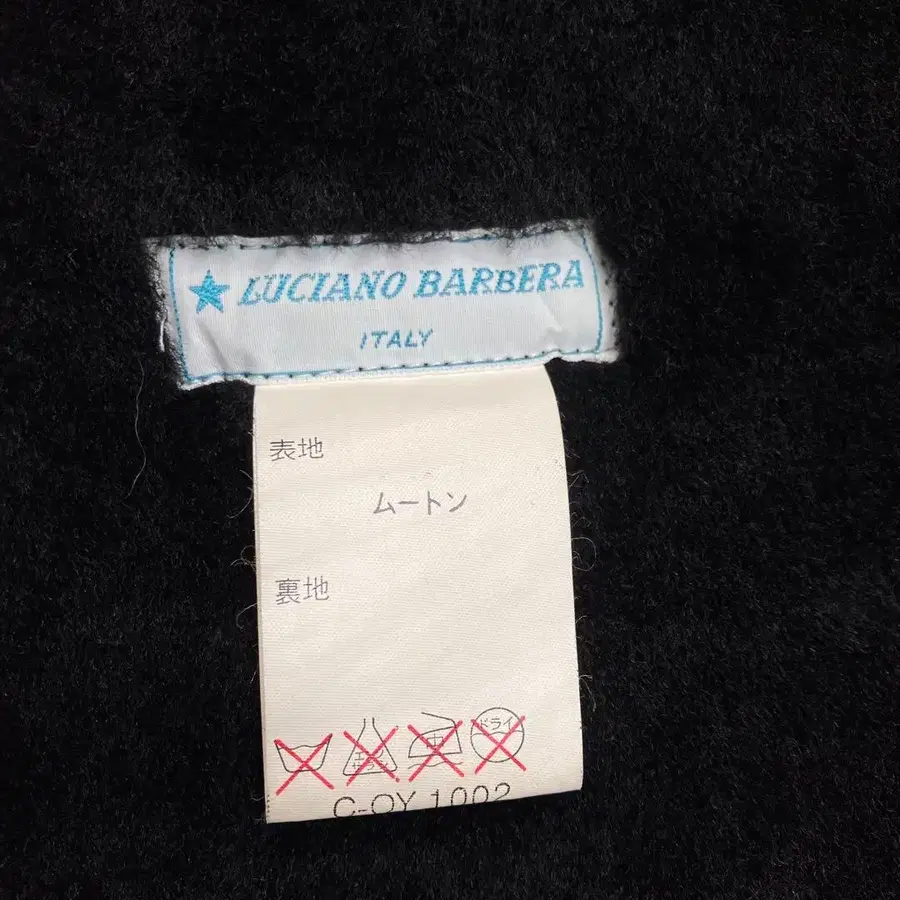 ★ LUCIANO BARBERA
ITALY
表地
ムートン
裏地
ドライ
C-OY 1002